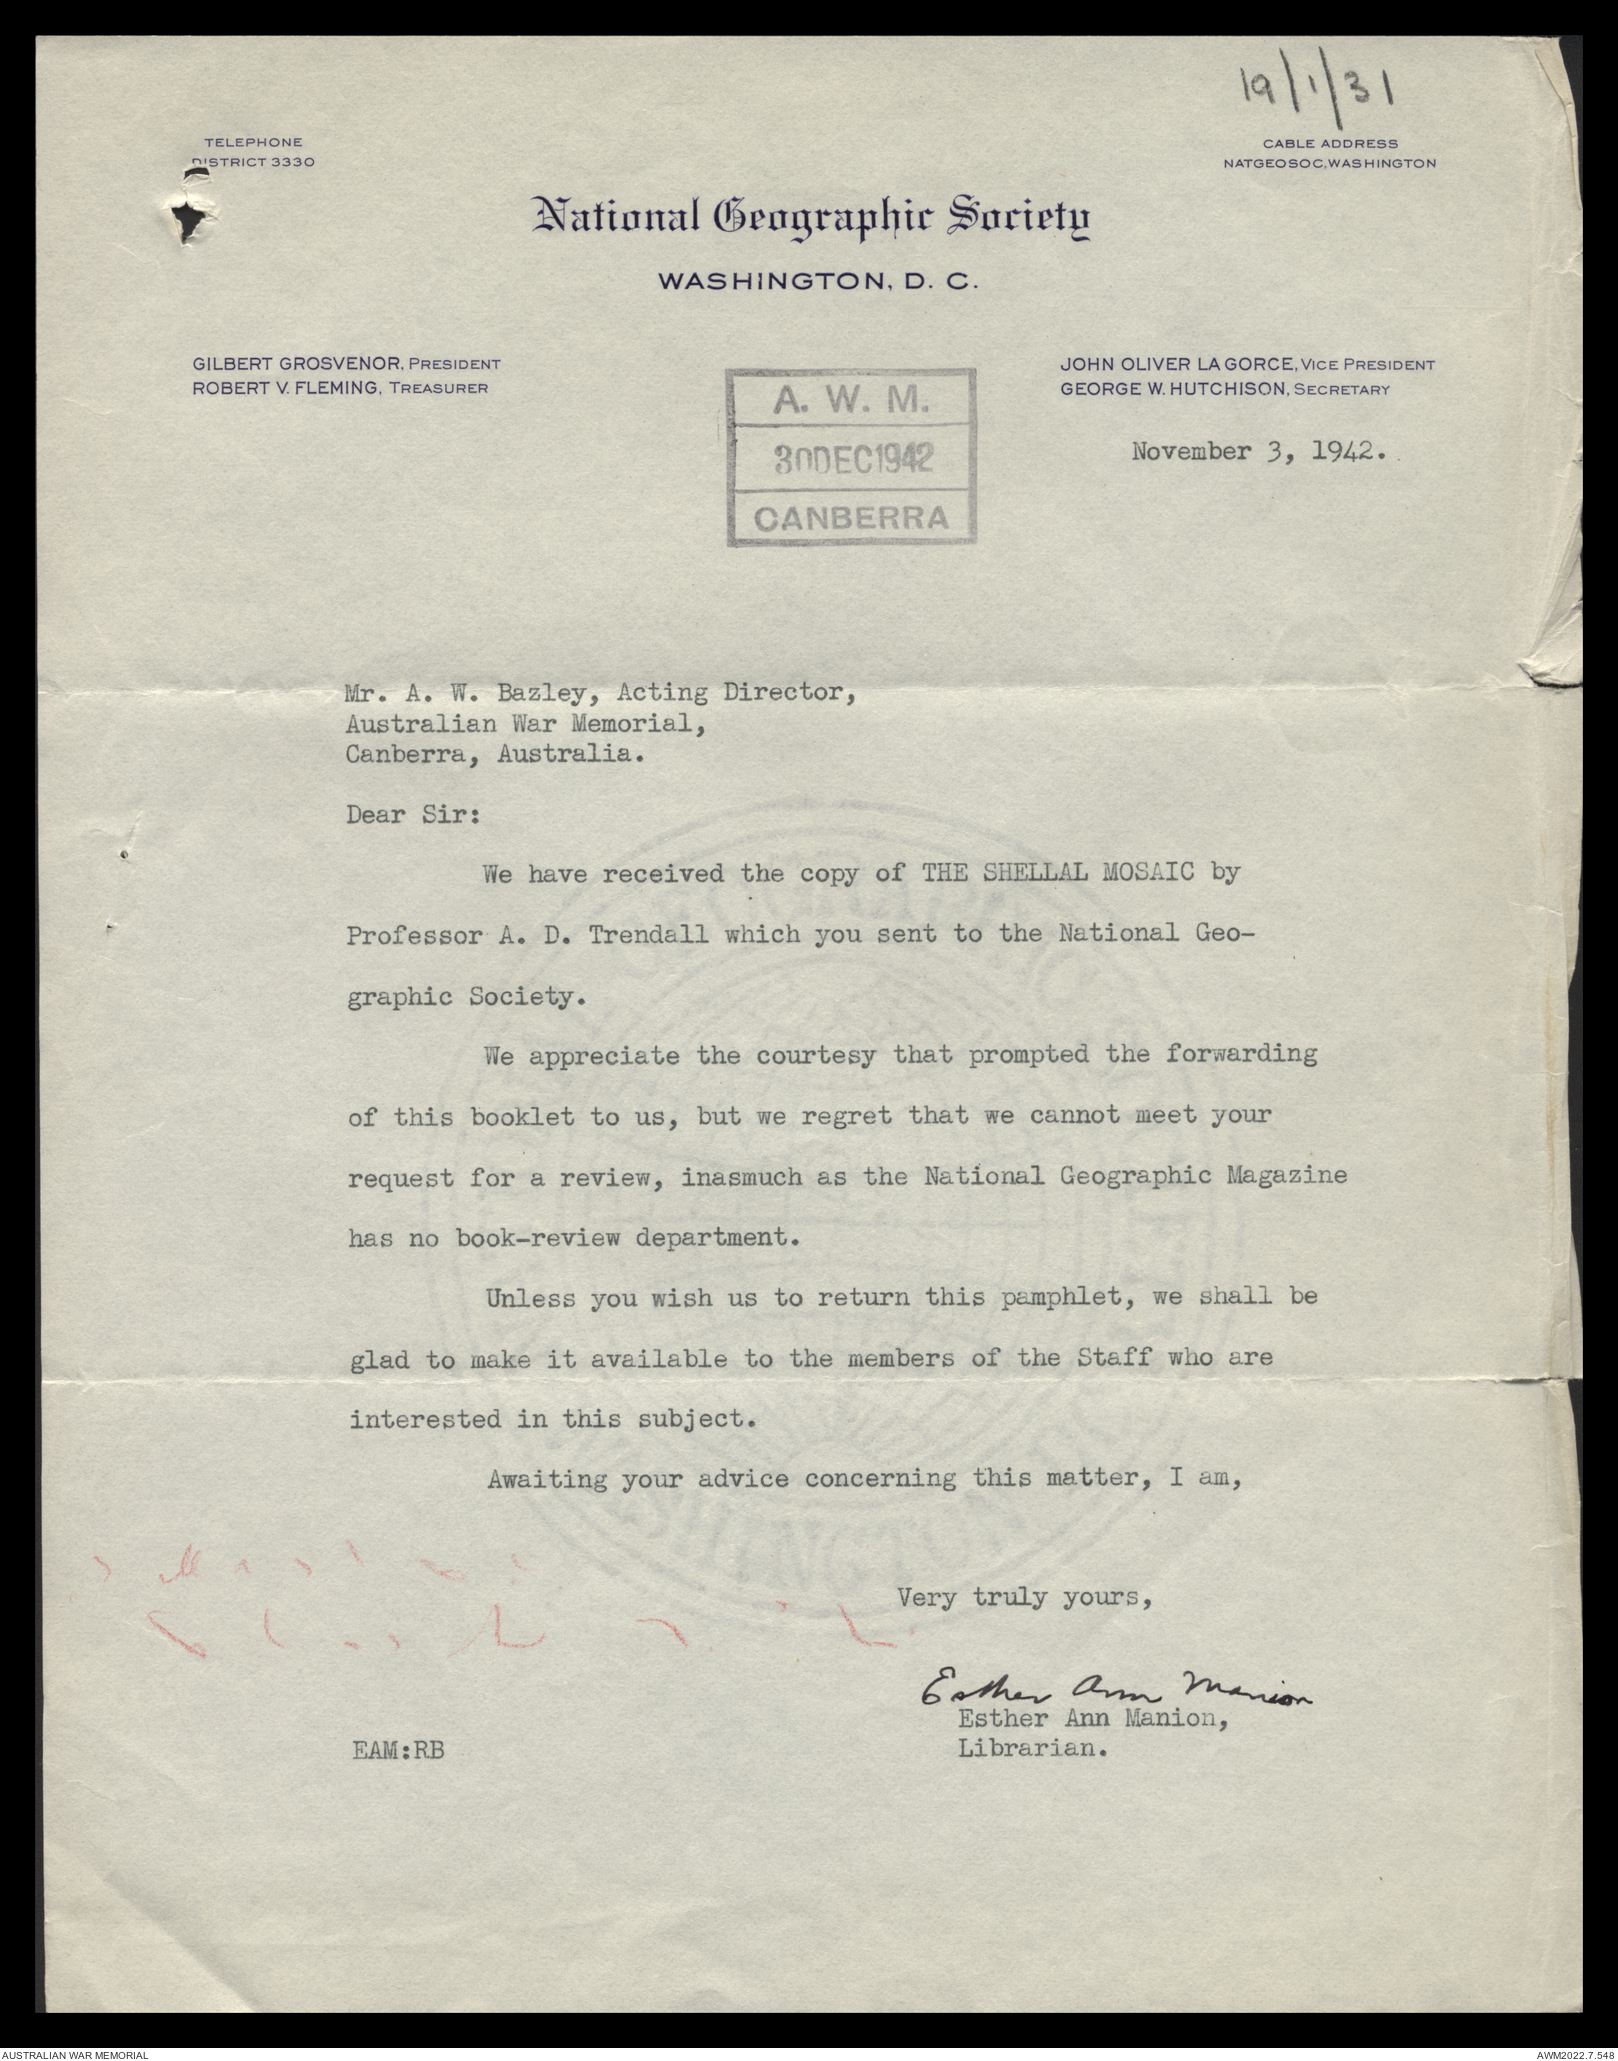 19/1/31
TELEPHONE
DISTRICT 3330
CABLE ADDRESS
NATGEOSOC, WASHINGTON
National Geographic Society
WASHINGTON, D. C.
GILBERT GROSVENOR, PRESIDENT
ROBERT V. FLEMING, TREASURER
JOHN OLIVER LA GORCE, VICE PRESIDENT
GEORGE W. HUTCHISON, SECRETARY
A. W. M.
30DEC1942
CANBERRA
November 3, 1942.
Mr. A. W. Bazley, Acting Director,
Australian War Memorial,
Canberra, Australia.
Dear Sir:
We have received the copy of THE SHELLAL MOSAIC by
Professor A. D. Trendall which you sent to the National Geo-
graphic Society.
We appreciate the courtesy that prompted the forwarding
of this booklet to us, but we regret that we cannot meet your
request for a review, inasmuch as the National Geographic Magazine
has no book-review department.
Unless you wish us to return this pamphlet, we shall be
glad to make it available to the members of the Staff who are
interested in this subject.
Awaiting your advice concerning this matter, I am,
Very truly yours,
Esther Ann Manion
Esther Ann Manion,
Librarian.
EAM:RB
AUSTRALIAN WAR MEMORIAL
AWM2022.7.548